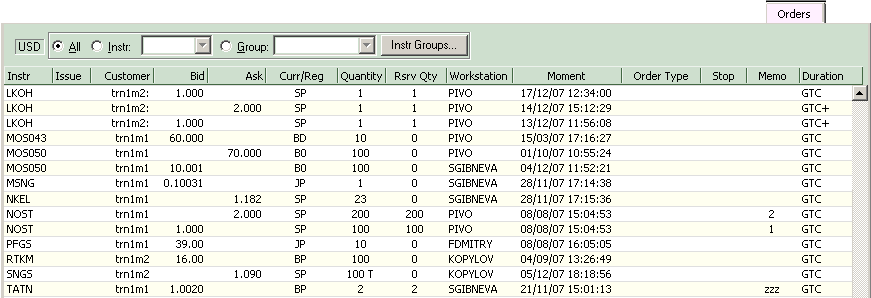 Orders
USD All Instr: Group: Instr Groups...
Instr Issue Customer Bid Ask Curr/Reg Quantity Rsrv Qty Workstation Moment Order Type Stop Memo Duration
LKOH trn1m2: 1.000 SP 1 1 PIVO 17/12/07 12:34:00 GTC
LKOH trn1m2: 2.000 SP 1 1 PIVO 14/12/07 15:12:29 GTC+
LKOH trn1m2: 1.000 SP 1 1 PIVO 13/12/07 11:56:08 GTC+
MOS043 trn1m1 60.000 BD 10 0 PIVO 15/03/07 17:16:27 GTC
MOS050 trn1m1 70.000 B0 100 0 PIVO 01/10/07 10:55:24 GTC
MOS050 trn1m1 10.001 B0 100 0 SGIBNEVA 04/12/07 11:52:21 GTC
MSNG trn1m1 0.10031 JP 1 0 SGIBNEVA 28/11/07 17:14:38 GTC
NKEL trn1m1 1.182 SP 23 0 SGIBNEVA 28/11/07 17:15:36 GTC
NOST trn1m1 2.000 SP 200 200 PIVO 08/08/07 15:04:53 2 GTC
NOST trn1m1 1.000 SP 100 100 PIVO 08/08/07 15:04:53 1 GTC
PFGS trn1m1 39.00 JP 10 0 FDMITRY 08/08/07 16:05:05 GTC
RTKM trn1m2 16.00 BP 100 0 KOPYLOV 04/09/07 13:26:49 GTC
SNGS trn1m2 1.090 SP 100 T 0 KOPYLOV 05/12/07 18:18:56 GTC
TATN trn1m1 1.0020 BP 2 2 SGIBNEVA 21/11/07 15:01:13 zzz GTC